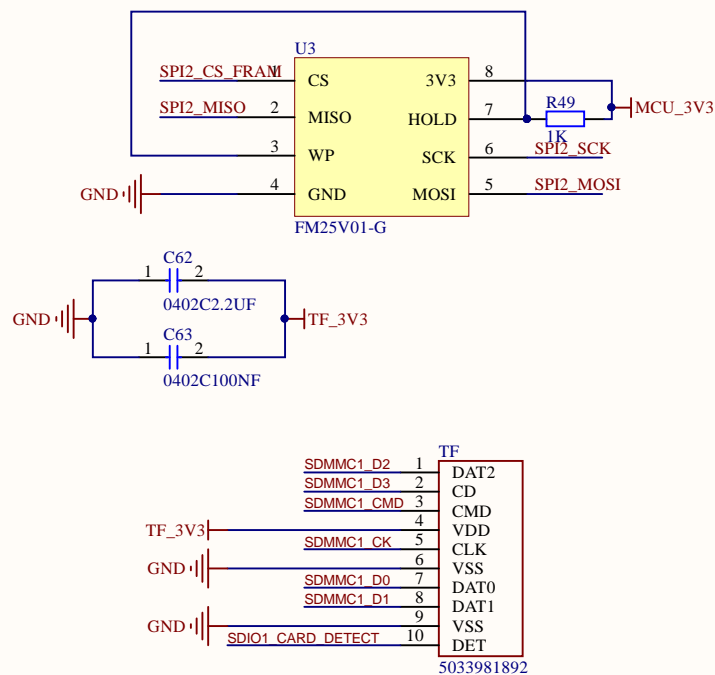 U3
SPI2_CS_FRAM 1 CS 3V3 8
SPI2_MISO 2 MISO HOLD 7 R49 MCU_3V3
1K
3 WP SCK 6 SPI2_SCK
GND 4 GND MOSI 5 SPI2_MOSI
FM25V01-G
C62
1 2
0402C2.2UF
GND TF_3V3
C63
1 2
0402C100NF
TF
SDMMC1_D2 1 DAT2
SDMMC1_D3 2 CD
SDMMC1_CMD 3 CMD
TF_3V3 4 VDD
SDMMC1_CK 5 CLK
GND 6 VSS
SDMMC1_D0 7 DAT0
SDMMC1_D1 8 DAT1
GND 9 VSS
SDIO1_CARD_DETECT 10 DET
5033981892